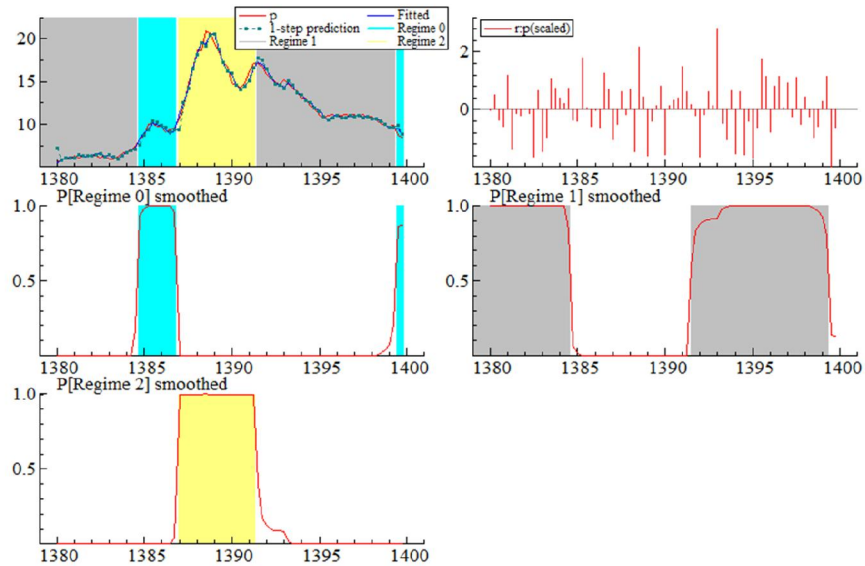 p
Fitted
1-step prediction
Regime 0
Regime 1
Regime 2
20
15
10
1380 1385 1390 1395 1400
r:p(scaled)
2
0
1380 1385 1390 1395 1400
P[Regime 0] smoothed
1.0
0.5
1380 1385 1390 1395 1400
P[Regime 1] smoothed
1.0
0.5
1380 1385 1390 1395 1400
P[Regime 2] smoothed
1.0
0.5
1380 1385 1390 1395 1400